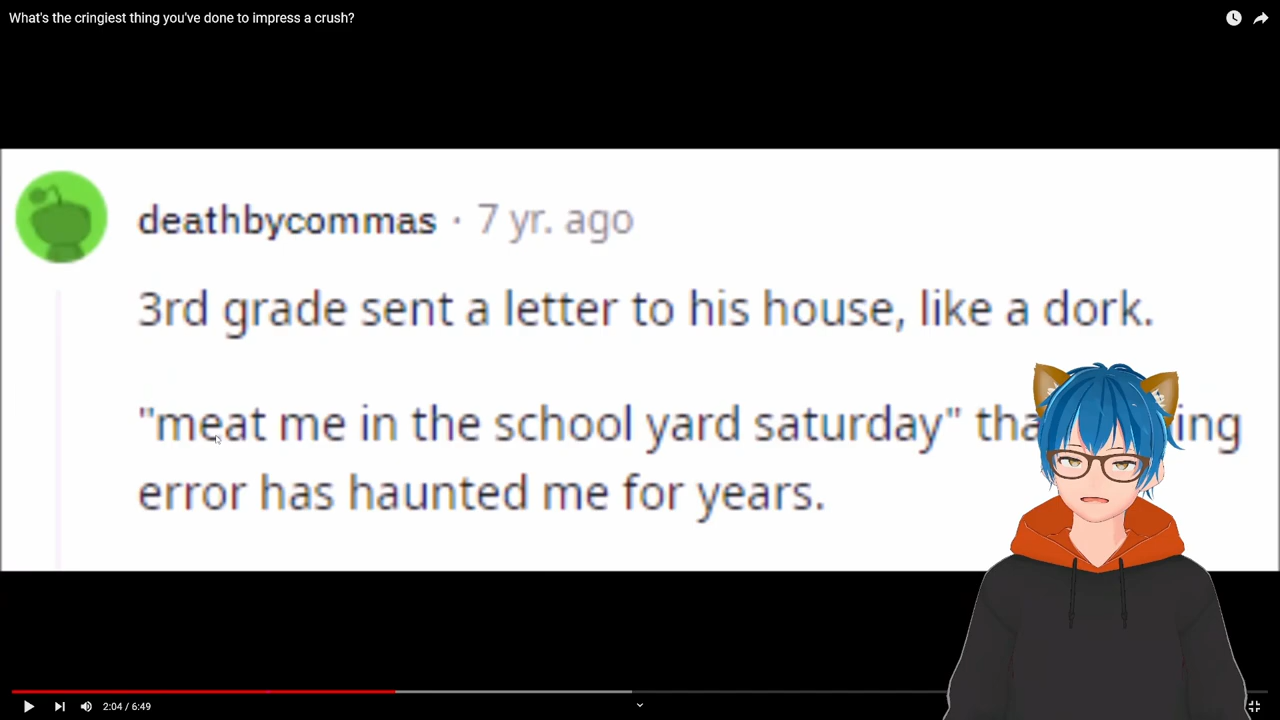 What's the cringiest thing you've done to impress a crush?
deathbycommas · 7 yr. ago
3rd grade sent a letter to his house, like a dork.
"meat me in the school yard saturday"
error has haunted me for years.
2:04 / 6:49